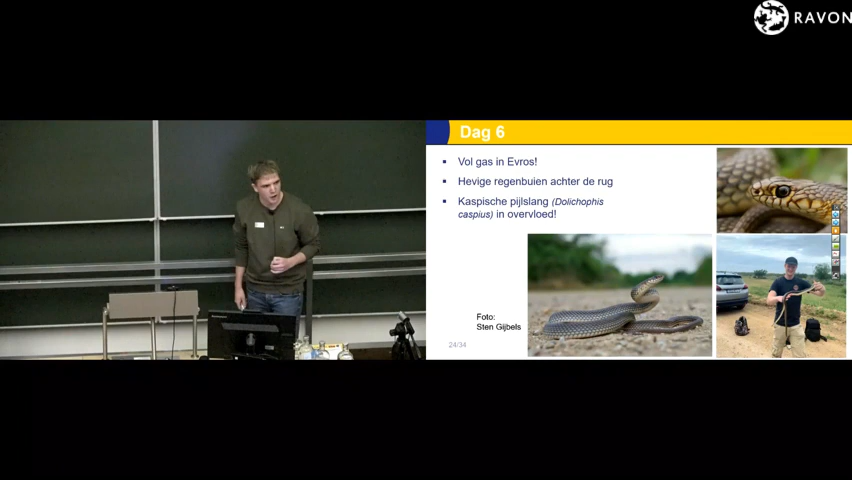 RAVON
Dag 6
Vol gas in Evros!
Hevige regenbuien achter de rug
Kaspische pijlslang (Dolichophis
caspius) in overvloed!
Foto:
Sten Gijbels
24/34